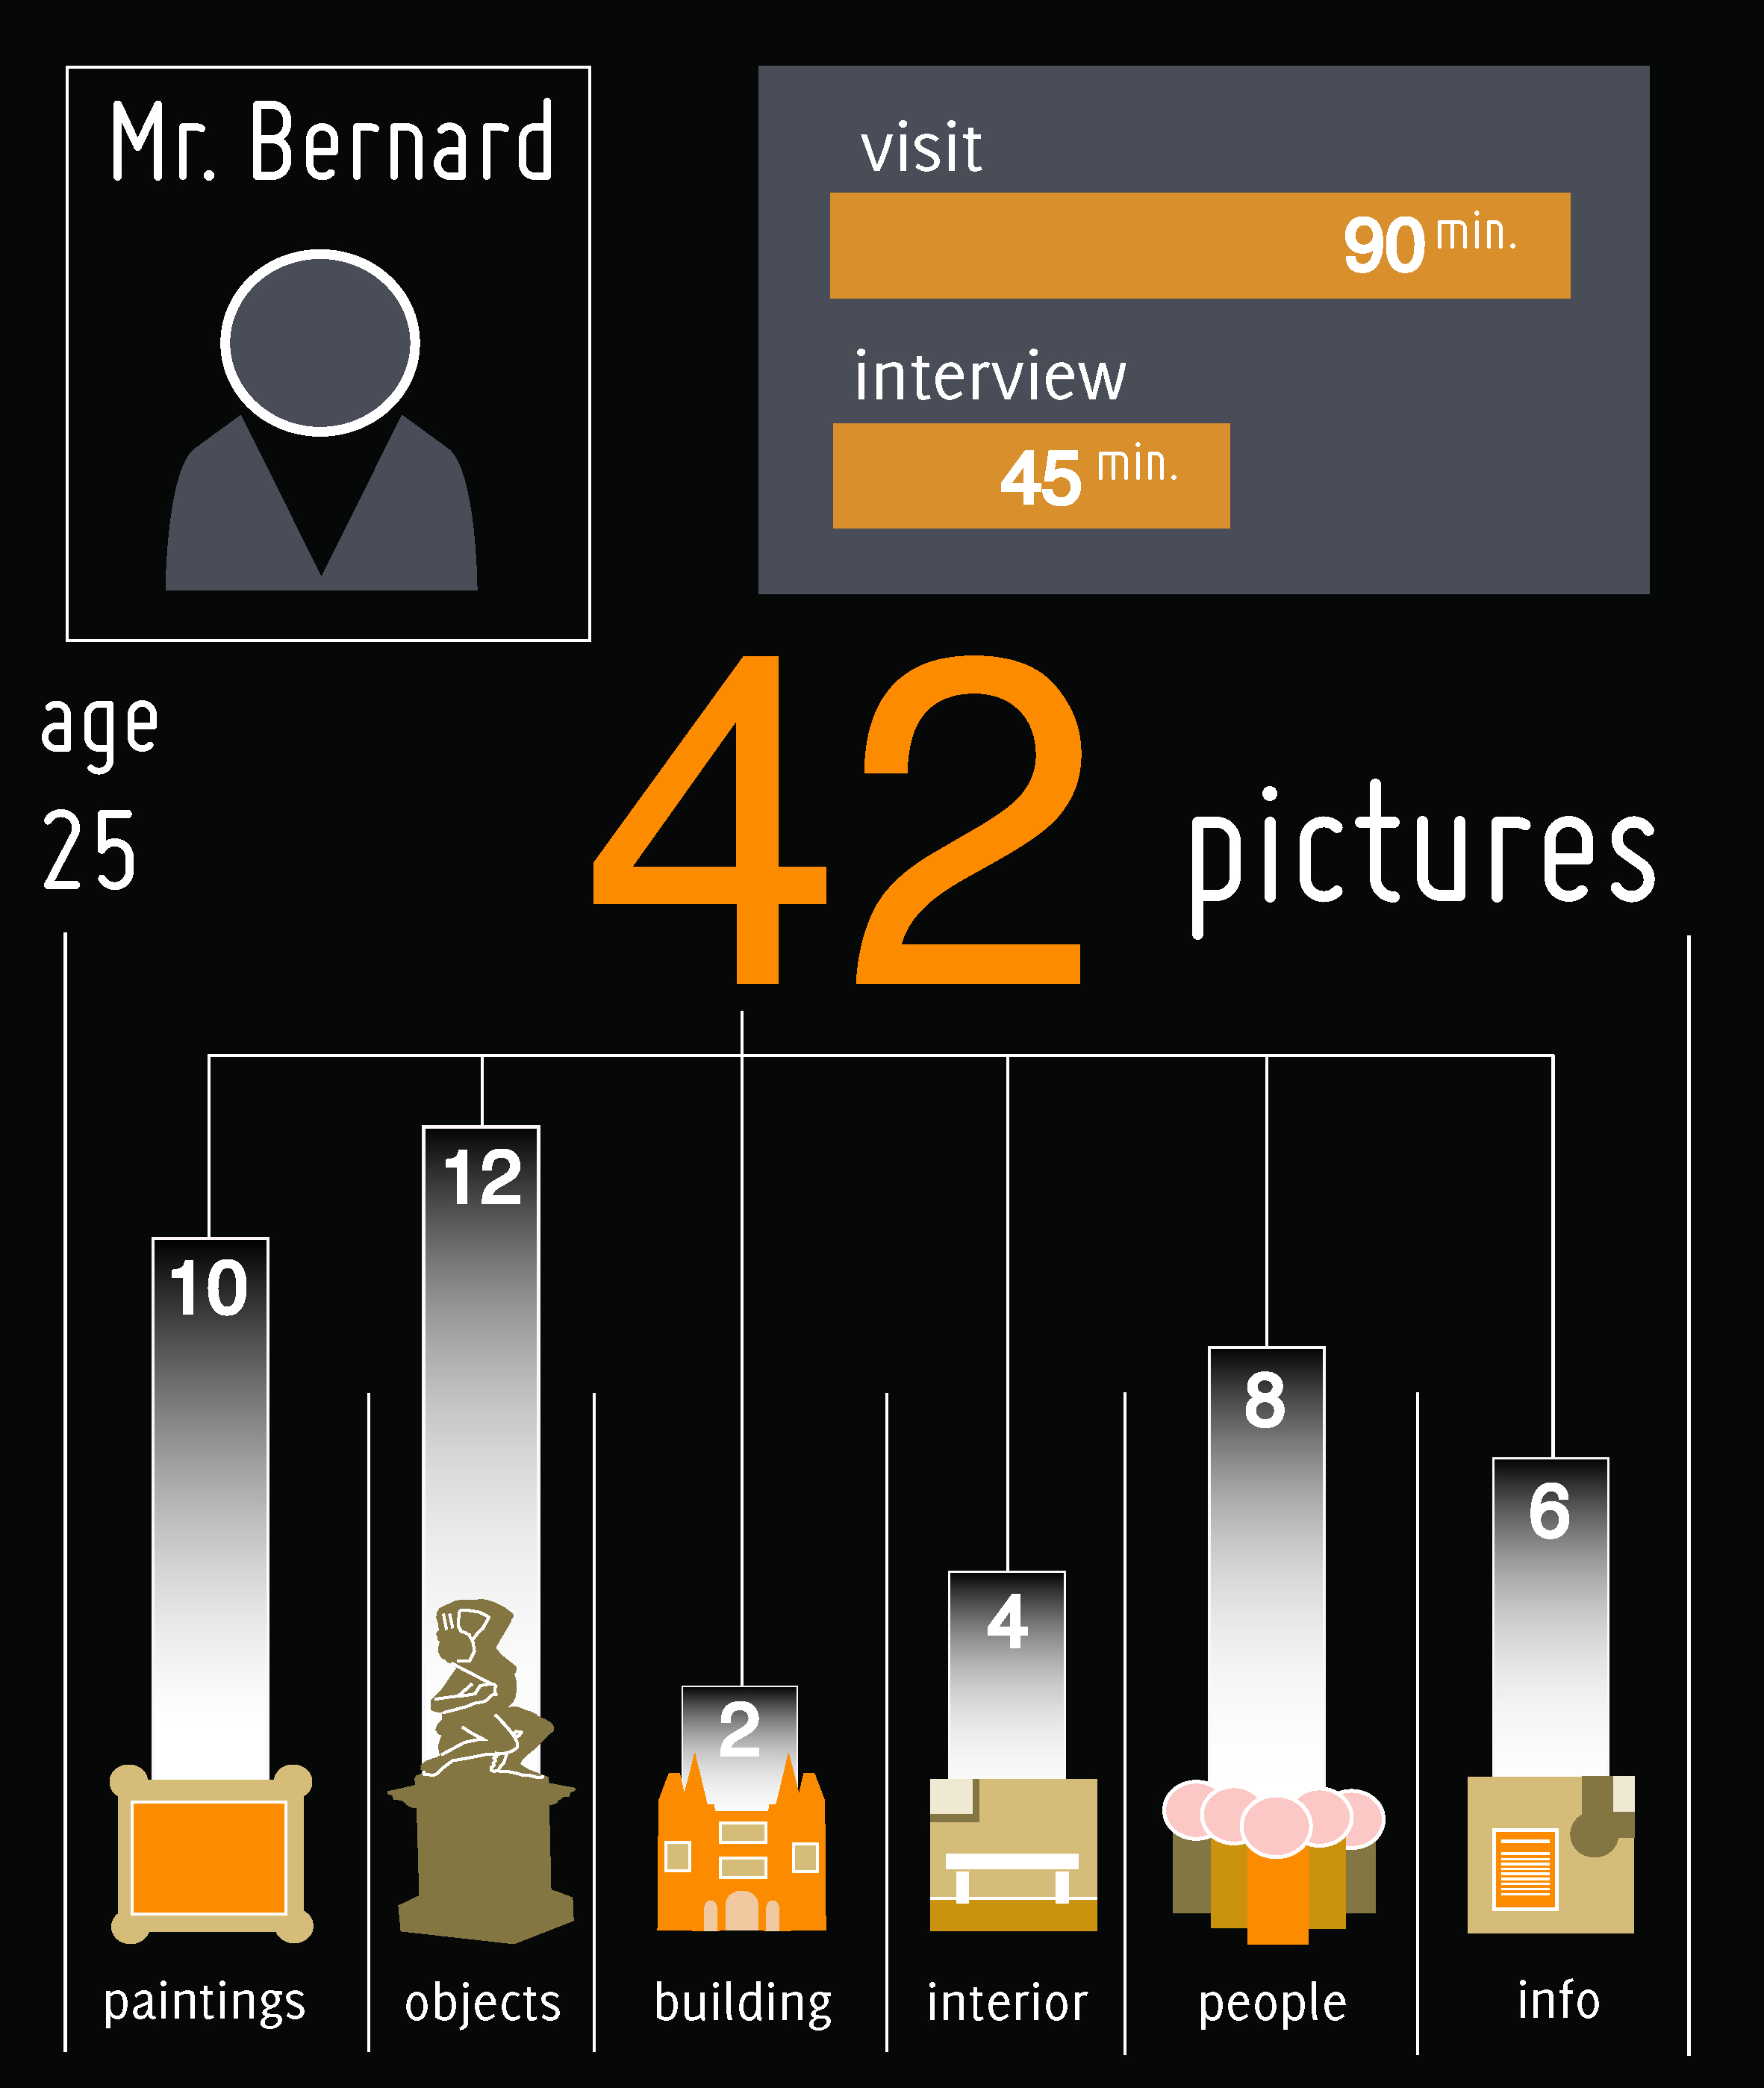 Mr. Bernard
visit
90 min.
interview
45 min.
age
25
42 pictures
10
12
2
4
8
6
paintings
objects
building
interior
people
info